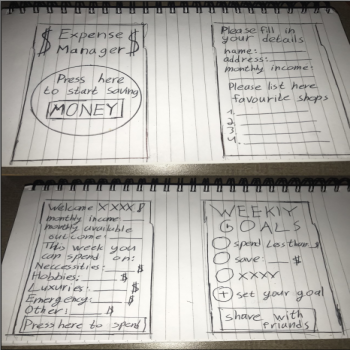 $ Expense $
Manager
Press here
to start saving
MONEY
Please fill in
your details
name:
address:
monthly income:
Please list here
favourite shops
1.
2.
3.
4.
Welcome XXXX $
monthly income
monthly available
outcome:
This week you
can spend on:
Neccessities: $
Hobbies: $
Luxuries: $
Emergency: $
Other: $
Press here to spend
WEEKLY
GOALS
spend less than $
save: $
XXXY
+ set your goal
share with
friends